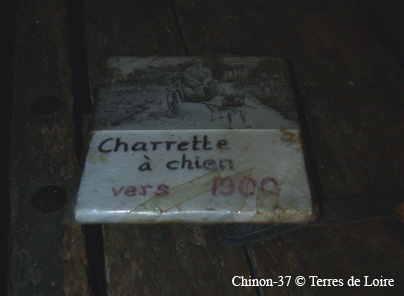 Charrette
à chien
vers 1900
Chinon-37 © Terres de Loire